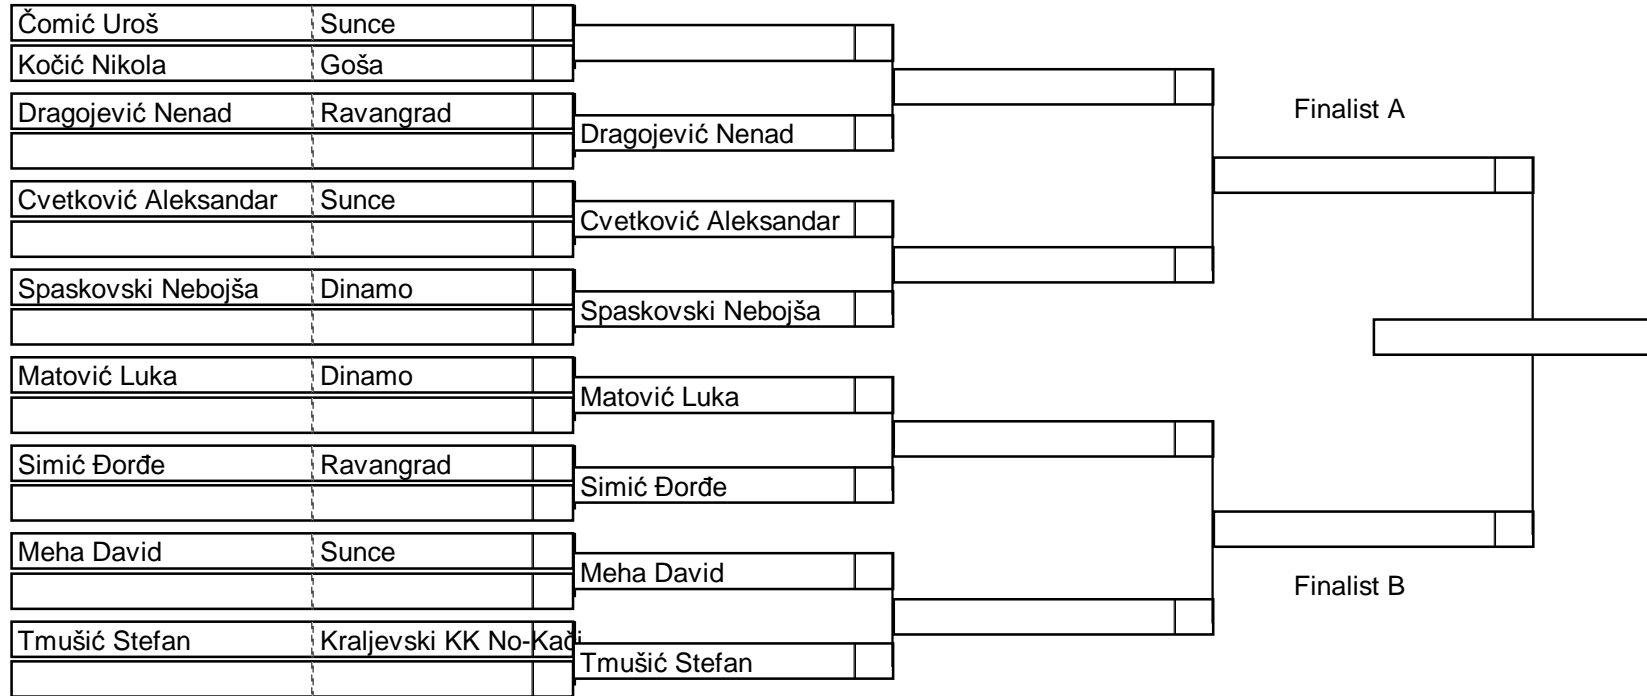 Čomić Uroš Sunce
Kočić Nikola Goša
Dragojević Nenad Ravangrad
Cvetković Aleksandar Sunce
Spaskovski Nebojša Dinamo
Matović Luka Dinamo
Simić Đorđe Ravangrad
Meha David Sunce
Tmušić Stefan Kraljevski KK No-Kači
Dragojević Nenad
Cvetković Aleksandar
Spaskovski Nebojša
Matović Luka
Simić Đorđe
Meha David
Tmušić Stefan
Finalist A
Finalist B